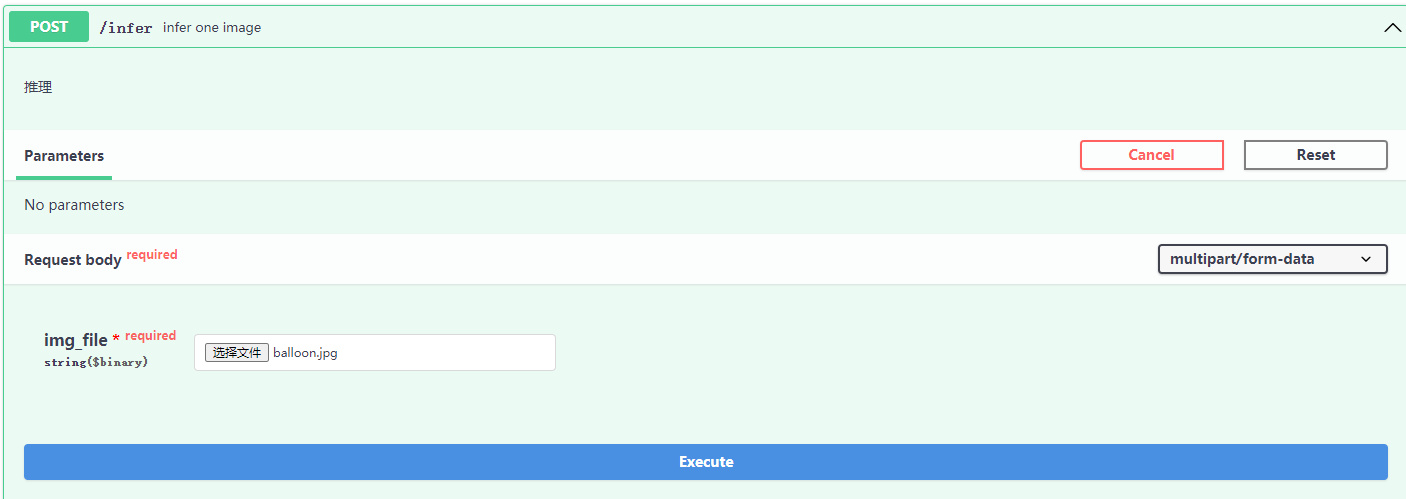 POST /infer infer one image
推理
Parameters Cancel Reset
No parameters
Request body required multipart/form-data
img_file * required
string($binary)
选择文件 balloon.jpg
Execute